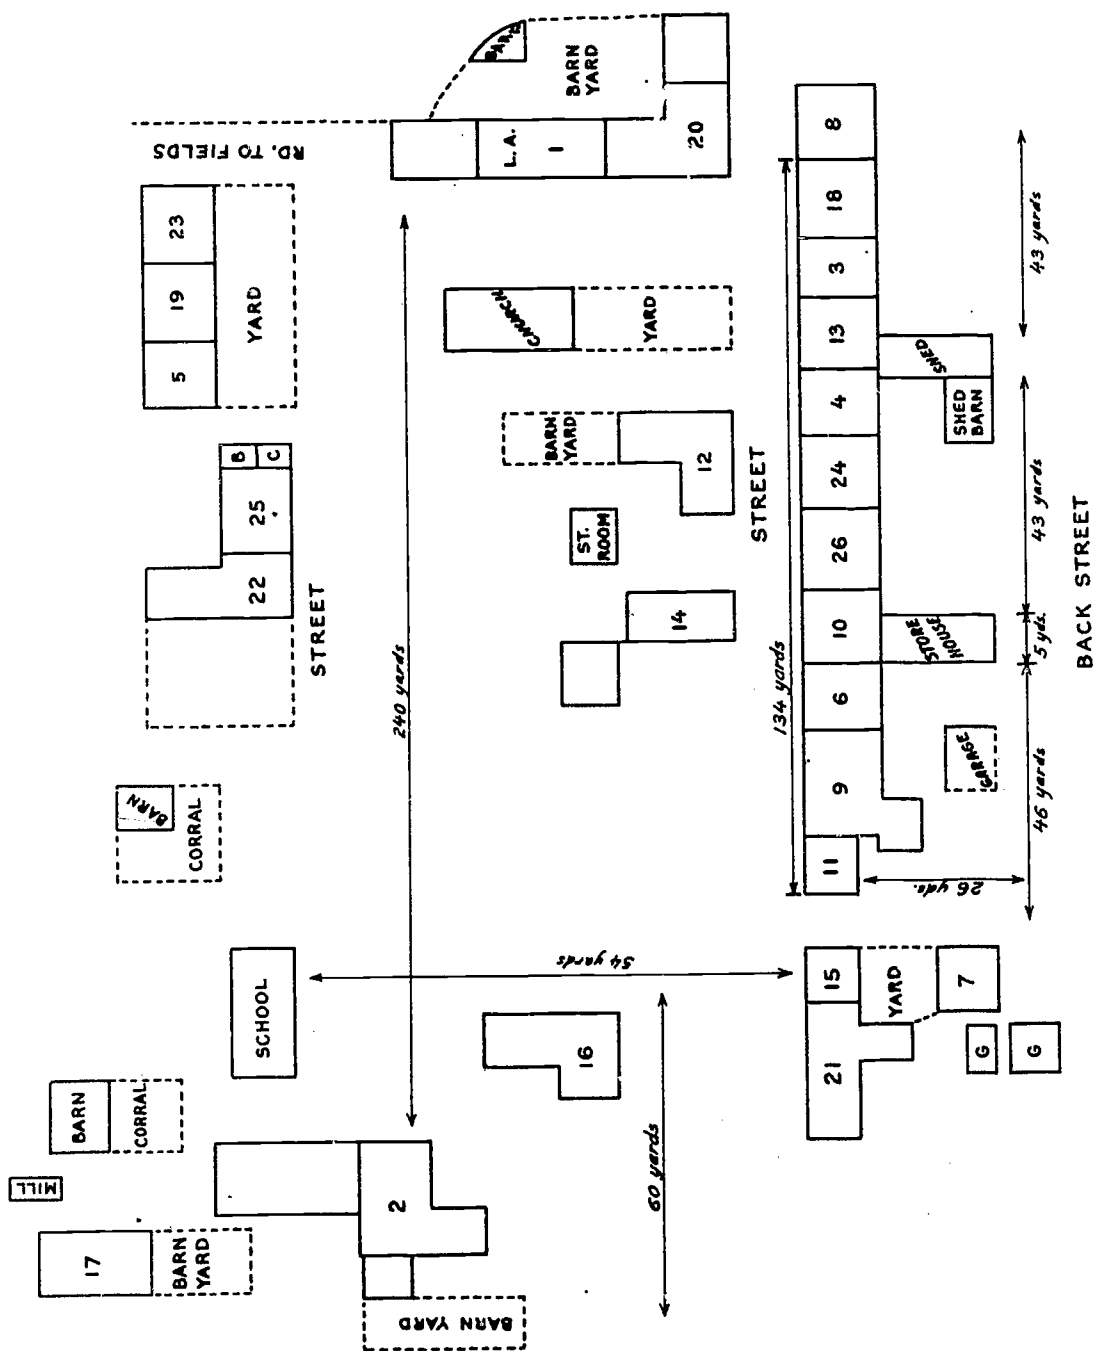 RD. TO FIELDS
BARN
BARN
YARD
L. A.
1
20
23
19
5
YARD
CHURCH
YARD
B
C
25
22
STREET
BARN
YARD
12
ST.
ROOM
14
STREET
240 yards
8
18
3
13
4
24
26
10
6
9
11
134 yards
SHED
SHED
BARN
STORE
HOUSE
GARAGE
43 yards
43 yards
5 yds.
46 yards
26 yds.
BACK STREET
BARN
CORRAL
SCHOOL
54 yards
16
15
YARD
7
21
G
G
60 yards
BARN
CORRAL
MILL
17
BARN
YARD
2
BARN YARD